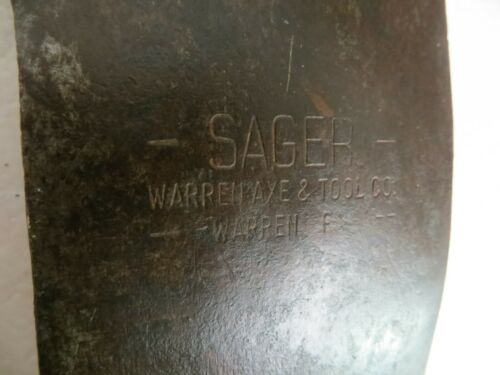 - SAGER -
WARREN AXE & TOOL CO.
WARREN